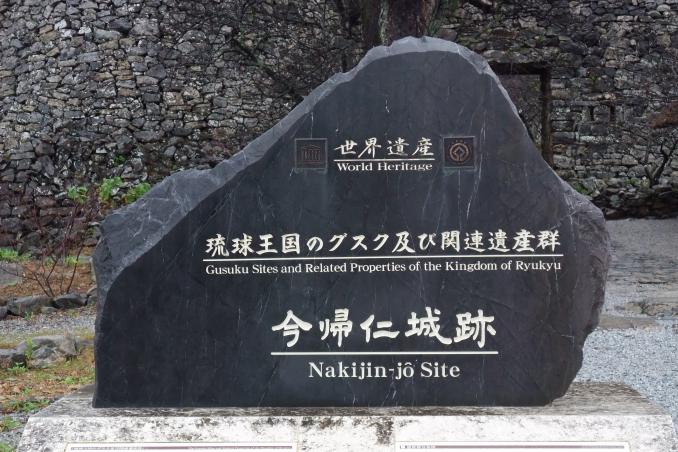 世界遺産
World Heritage
琉球王国のグスク及び関連遺産群
Gusuku Sites and Related Properties of the Kingdom of Ryukyu
今帰仁城跡
Nakijin-jô Site